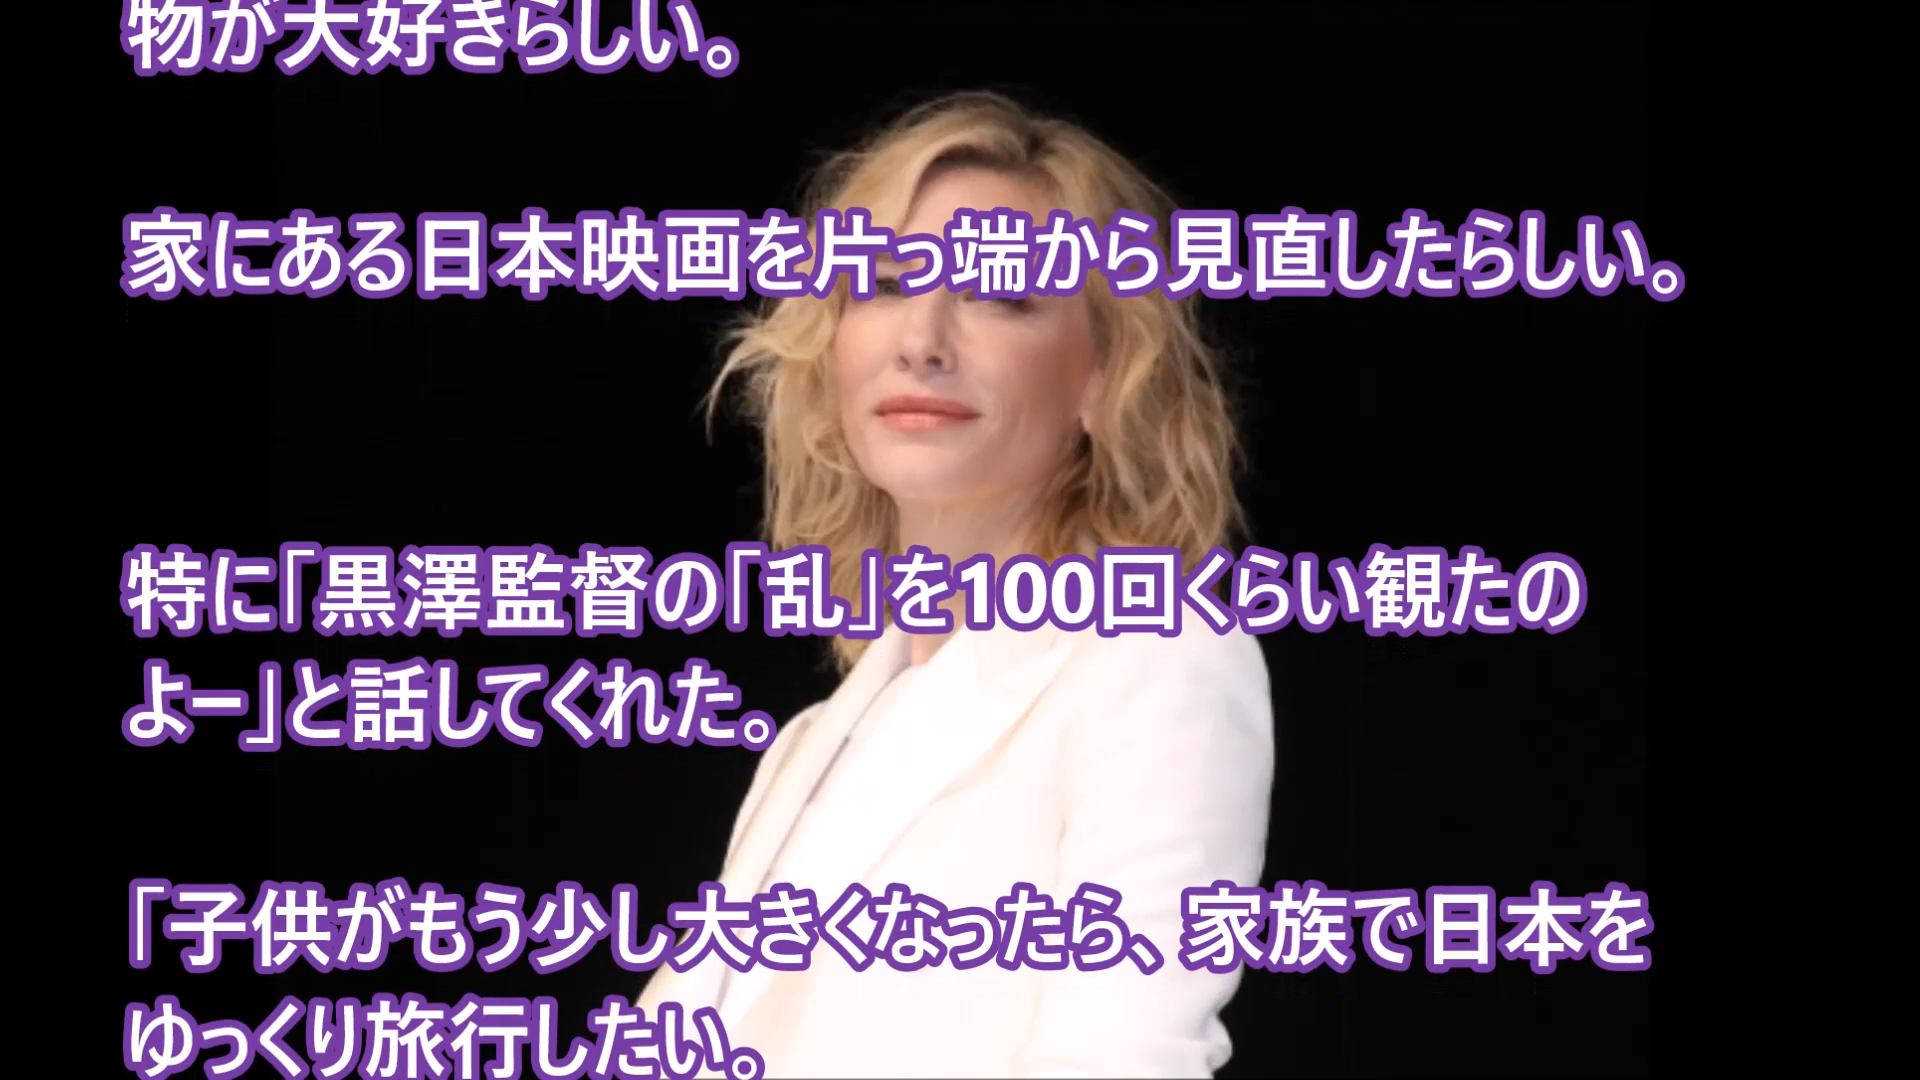 物が大好きらしい。
家にある日本映画を片っ端から見直したらしい。
特に「黒澤監督の「乱」を100回くらい観たの
よー」と話してくれた。
「子供がもう少し大きくなったら、家族で日本を
ゆっくり旅行したい。